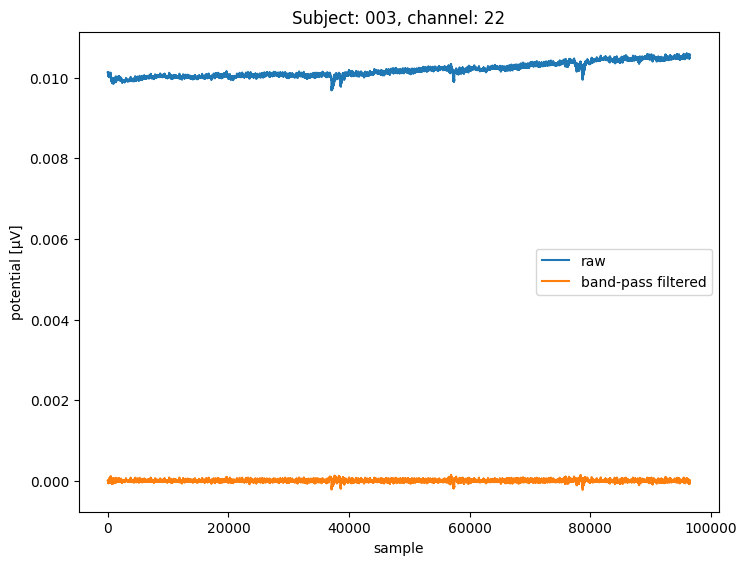 Subject: 003, channel: 22
0.010
0.008
0.006
0.004
0.002
0.000
potential [µV]
raw
band-pass filtered
0
20000
40000
60000
80000
100000
sample